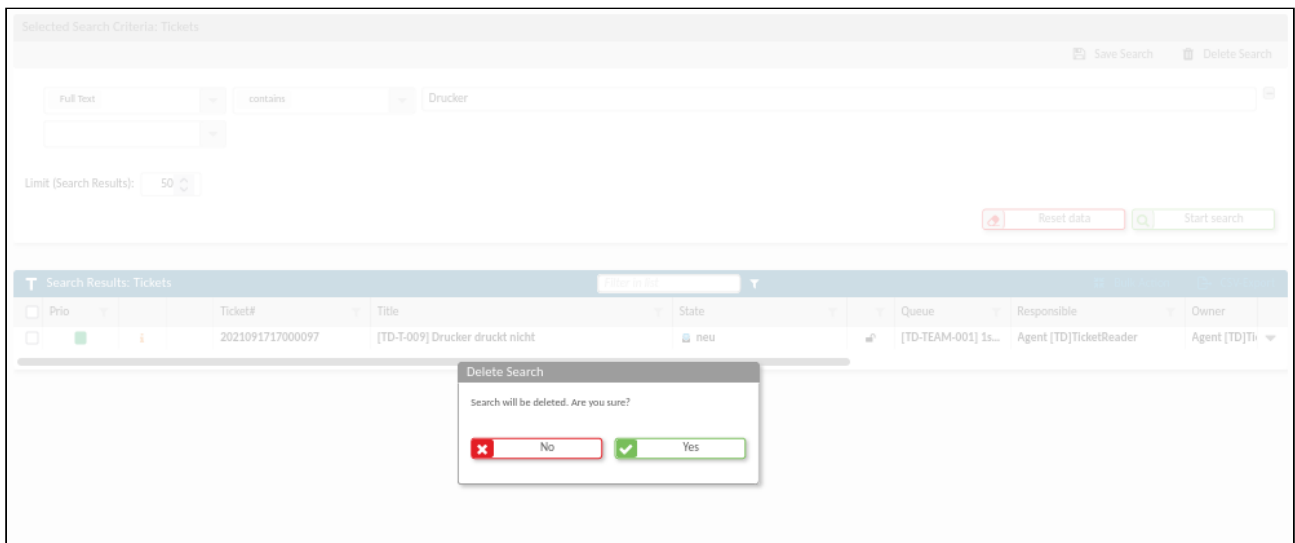 Selected Search Criteria: Tickets
Save Search Delete Search
Full Text contains Drucker
Limit (Search Results): 50
Reset data Start search
Search Results: Tickets Filter in list
Prio Ticket# Title State Queue Responsible Owner
2021091717000097 [TD-T-009] Drucker druckt nicht neu [TD-TEAM-001] 1s... Agent [TD]TicketReader Agent [TD]Ti
Delete Search
Search will be deleted. Are you sure?
No Yes